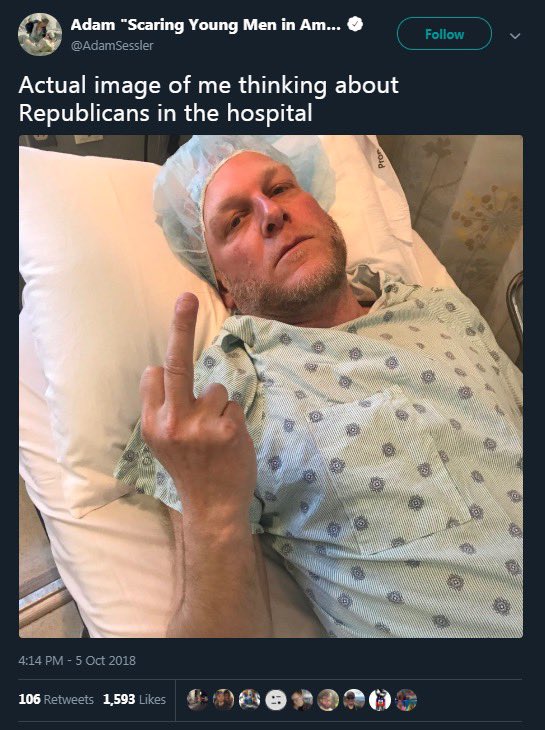 Adam "Scaring Young Men in Am...
@AdamSessler
Follow
Actual image of me thinking about
Republicans in the hospital
4:14 PM - 5 Oct 2018
106 Retweets 1,593 Likes